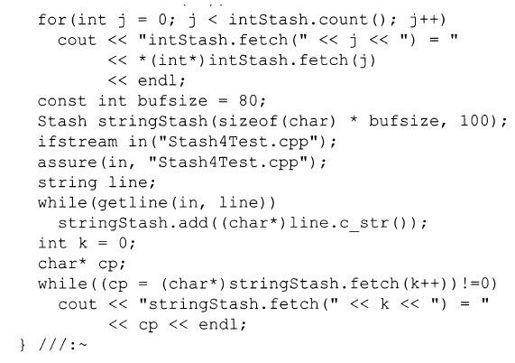 for(int j = 0; j < intStash.count(); j++)
cout << "intStash.fetch(" << j << ") = "
<< *(int*)intStash.fetch(j)
<< endl;
const int bufsize = 80;
Stash stringStash(sizeof(char) * bufsize, 100);
ifstream in("Stash4Test.cpp");
assure(in, "Stash4Test.cpp");
string line;
while(getline(in, line))
stringStash.add((char*)line.c_str());
int k = 0;
char* cp;
while((cp = (char*)stringStash.fetch(k++))!=0)
cout << "stringStash.fetch(" << k << ") = "
<< cp << endl;
} ///:~